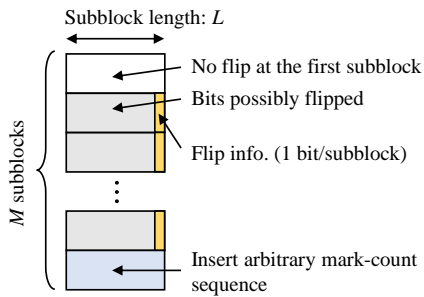 Subblock length: L
No flip at the first subblock
Bits possibly flipped
Flip info. (1 bit/subblock)
M subblocks
Insert arbitrary mark-count
sequence